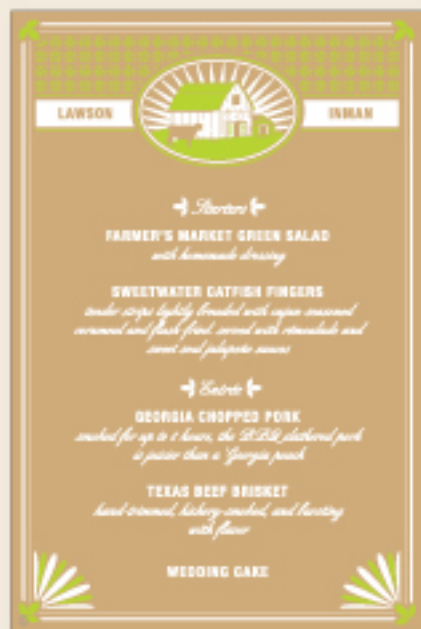 LAWSON
INMAN
Starters
FARMER'S MARKET GREEN SALAD
with homemade dressing
SWEETWATER CATFISH FINGERS
tender strips lightly breaded with cajun seasoned
cornmeal and flash fried. served with remoulade and
sweet and jalapeño sauces
Entrée
GEORGIA CHOPPED PORK
smoked for up to hours, the BBQ slathered pork
is juicier than a Georgia peach
TEXAS BEEF BRISKET
hand-trimmed, hickory-smoked, and bursting
with flavor
WEDDING CAKE